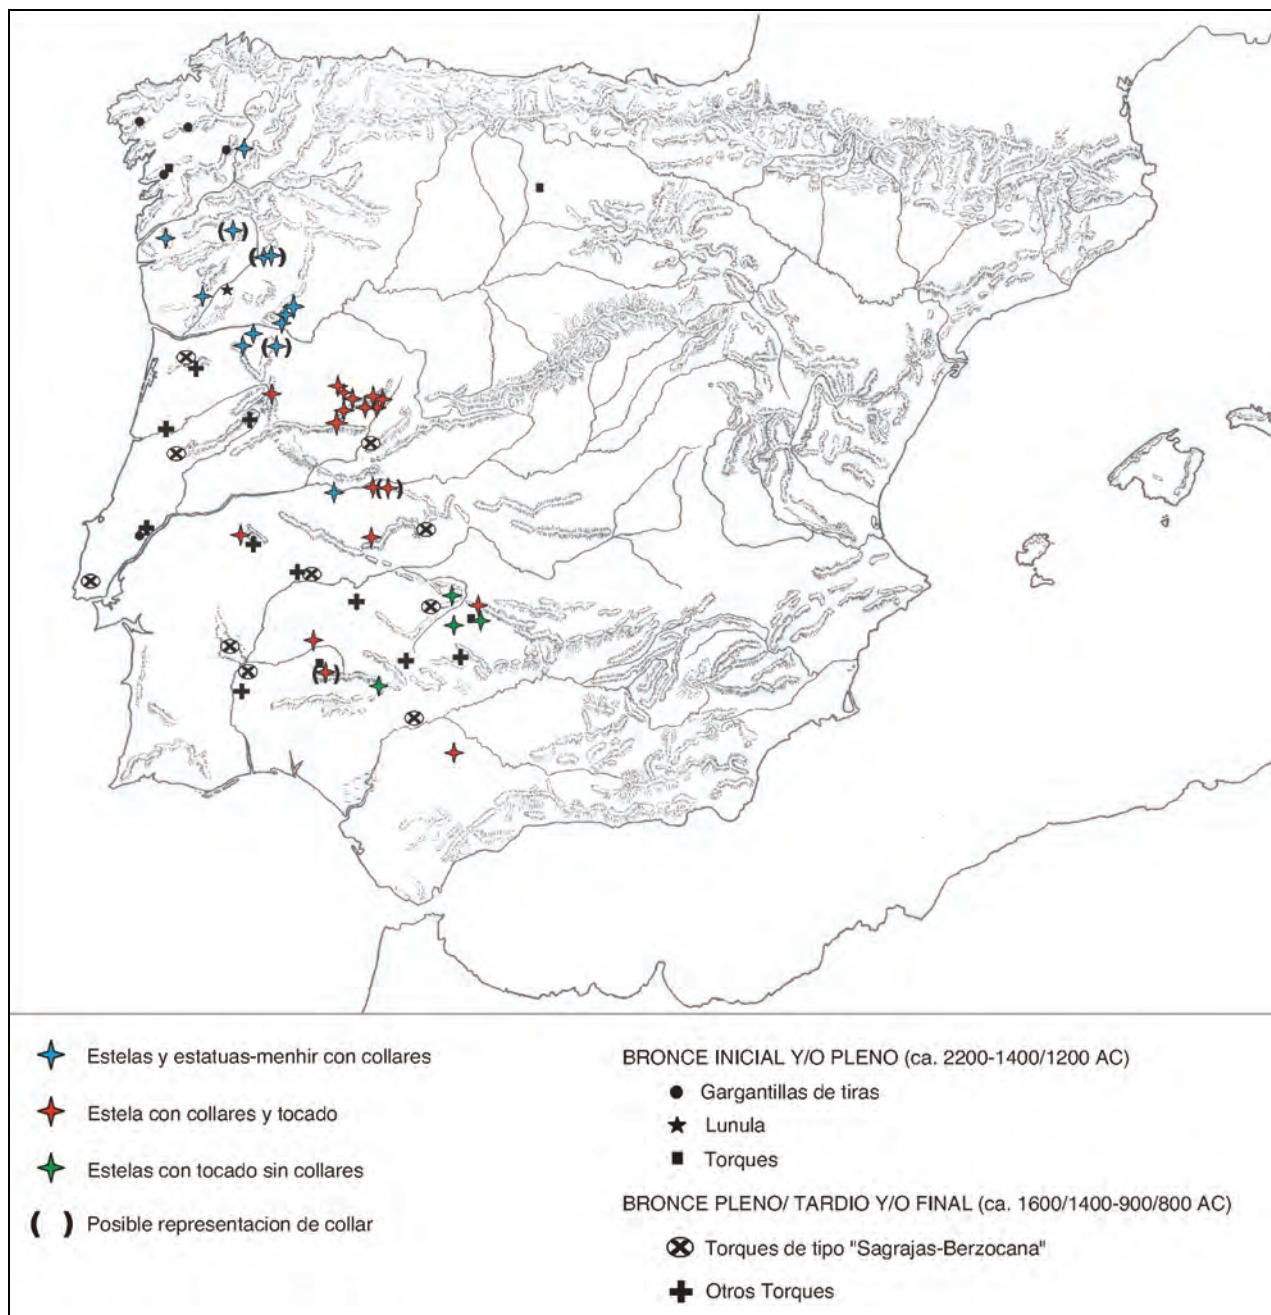 Estelas y estatuas-menhir con collares
Estela con collares y tocado
Estelas con tocado sin collares
( ) Posible representacion de collar
BRONCE INICIAL Y/O PLENO (ca. 2200-1400/1200 AC)
Gargantillas de tiras
Lunula
Torques
BRONCE PLENO/ TARDIO Y/O FINAL (ca. 1600/1400-900/800 AC)
Torques de tipo "Sagrajas-Berzocana"
Otros Torques